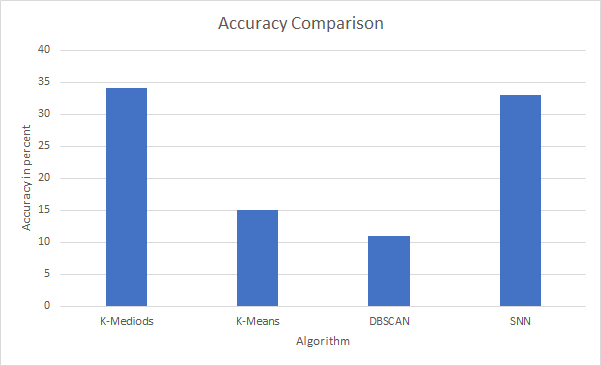 Accuracy Comparison
Accuracy in percent
40
35
30
25
20
15
10
5
0
K-Mediods
K-Means
DBSCAN
SNN
Algorithm